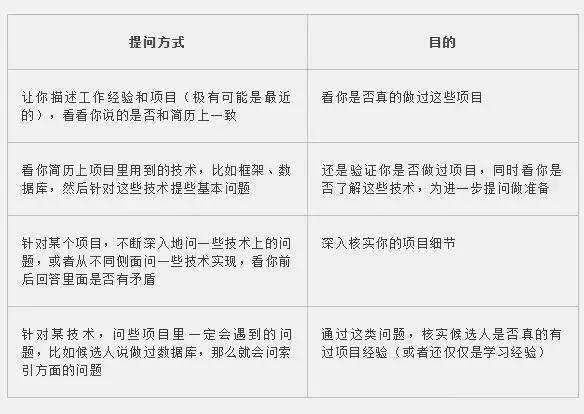 提问方式
目的
让你描述工作经验和项目（极有可能是最近
的），看看你说的是否和简历上一致
看你是否真的做过这些项目
看你简历上项目里用到的技术，比如框架、数
据库，然后针对这些技术提些基本问题
还是验证你是否做过项目，同时看你是
否了解这些技术，为进一步提问做准备
针对某个项目，不断深入地问一些技术上的问
题，或者从不同侧面问一些技术实现，看你前
后回答里面是否有矛盾
深入核实你的项目细节
针对某技术，问些项目里一定会遇到的问
题，比如候选人说做过数据库，那么就会问索
引方面的问题
通过这类问题，核实候选人是否真的有
过项目经验（或者还仅仅是学习经验）